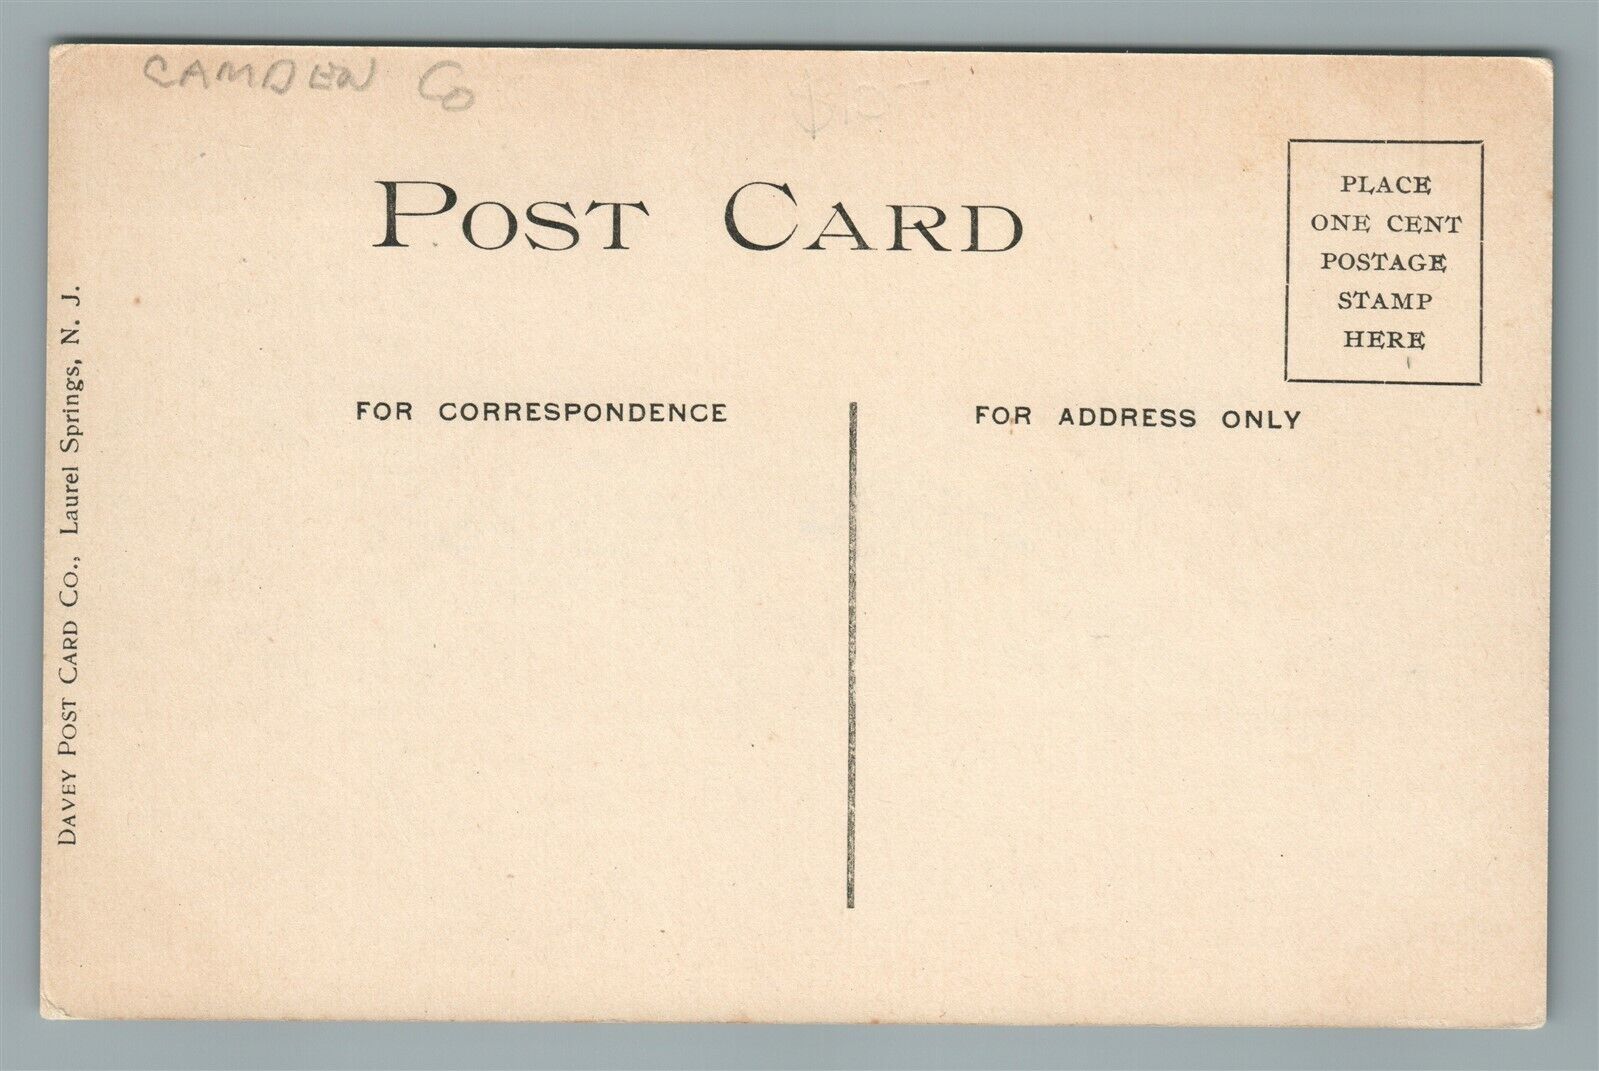 CAMDEN Co
$10-
POST CARD
PLACE
ONE CENT
POSTAGE
STAMP
HERE
FOR CORRESPONDENCE
FOR ADDRESS ONLY
DAVEY POST CARD CO., Laurel Springs, N. J.